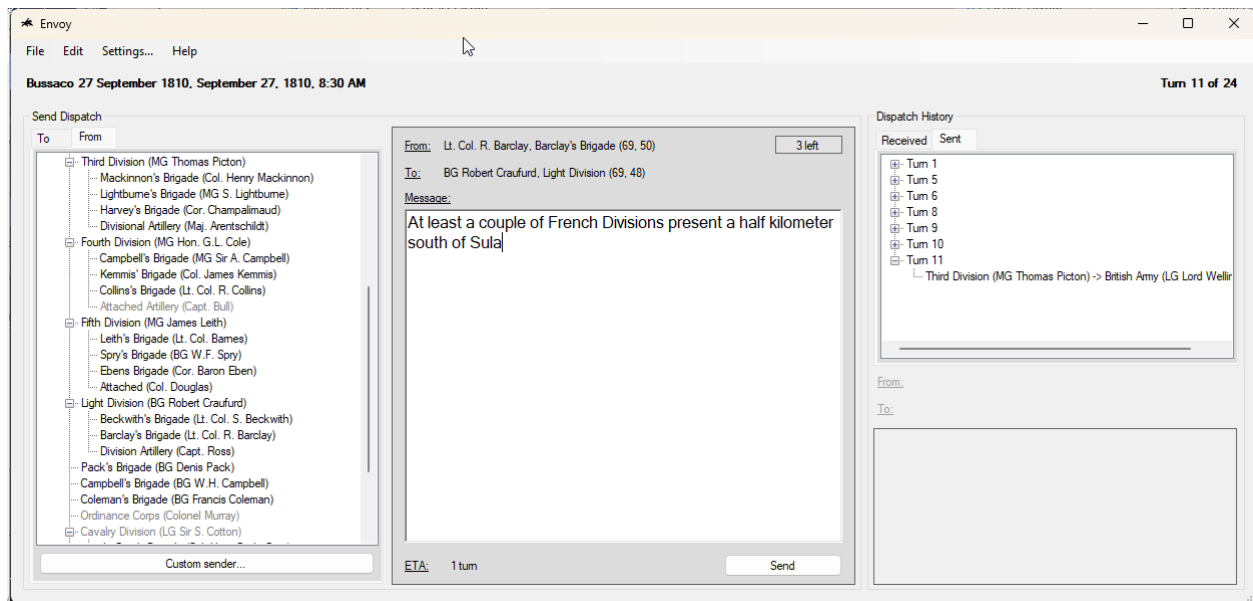 Envoy
File Edit Settings... Help
Bussaco 27 September 1810, September 27, 1810, 8:30 AM
Turn 11 of 24
Send Dispatch
To From
Third Division (MG Thomas Picton)
Mackinnon's Brigade (Col. Henry Mackinnon)
Lightburne's Brigade (MG S. Lightburne)
Harvey's Brigade (Cor. Champalimaud)
Divisional Artillery (Maj. Arentschildt)
Fourth Division (MG Hon. G.L. Cole)
Campbell's Brigade (MG Sir A. Campbell)
Kemmis' Brigade (Col. James Kemmis)
Collins's Brigade (Lt. Col. R. Collins)
Attached Artillery (Capt. Bull)
Fifth Division (MG James Leith)
Leith's Brigade (Lt. Col. Barnes)
Spry's Brigade (BG W.F. Spry)
Ebens Brigade (Cor. Baron Eben)
Attached (Col. Douglas)
Light Division (BG Robert Craufurd)
Beckwith's Brigade (Lt. Col. S. Beckwith)
Barclay's Brigade (Lt. Col. R. Barclay)
Division Artillery (Capt. Ross)
Pack's Brigade (BG Denis Pack)
Campbell's Brigade (BG W.H. Campbell)
Coleman's Brigade (BG Francis Coleman)
Ordinance Corps (Colonel Murray)
Cavalry Division (LG Sir S. Cotton)
Custom sender...
From: Lt. Col. R. Barclay, Barclay's Brigade (69, 50)
3 left
To: BG Robert Craufurd, Light Division (69, 48)
Message:
At least a couple of French Divisions present a half kilometer
south of Sula
ETA: 1 turn
Send
Dispatch History
Received Sent
Turn 1
Turn 5
Turn 6
Turn 8
Turn 9
Turn 10
Turn 11
Third Division (MG Thomas Picton) -> British Army (LG Lord Wellir
From:
To: